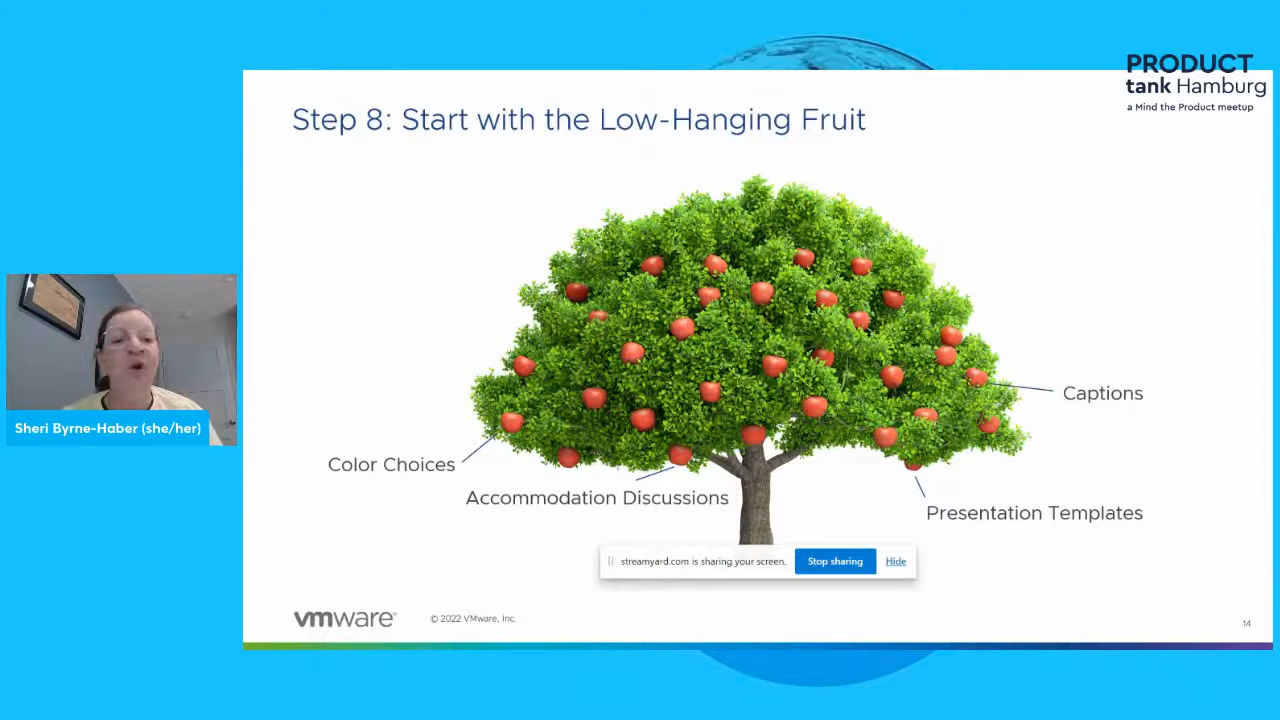 PRODUCT
tank Hamburg
a Mind the Product meetup
Step 8: Start with the Low-Hanging Fruit
Captions
Sheri Byrne-Haber (she/her)
Color Choices
Accommodation Discussions
Presentation Templates
streamyard.com is sharing your screen.
Stop sharing
Hide
vmware®
© 2022 VMware, Inc.
14